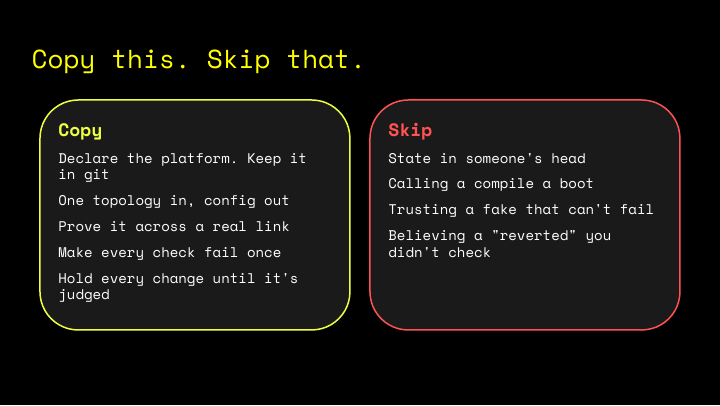 Copy this. Skip that.
Copy
Declare the platform. Keep it
in git
One topology in, config out
Prove it across a real link
Make every check fail once
Hold every change until it's
judged
Skip
State in someone's head
Calling a compile a boot
Trusting a fake that can't fail
Believing a "reverted" you
didn't check